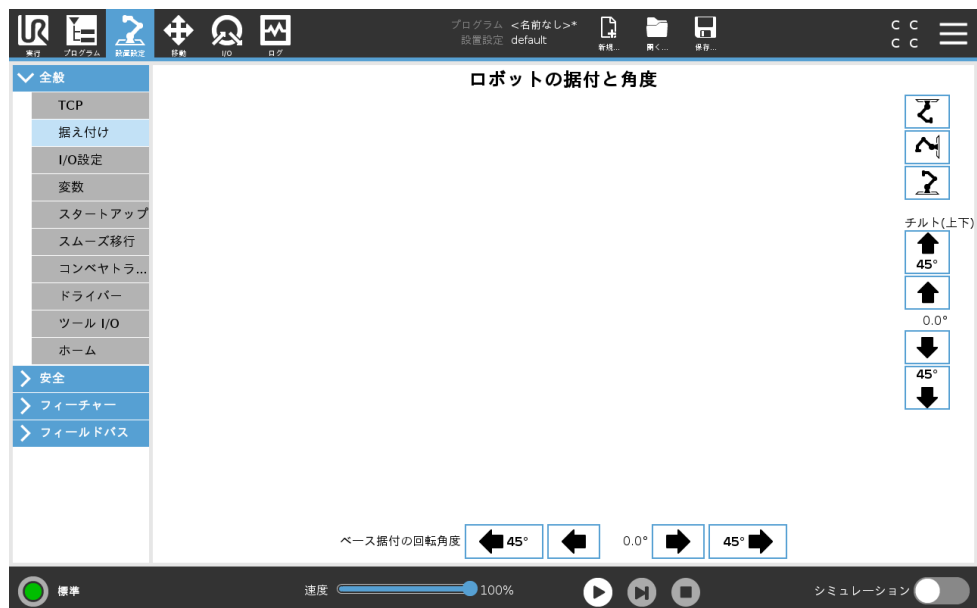 プログラム <名前なし>*
設置設定 default
実行
プログラム
設置設定
移動
I/O
ログ
新規...
開く...
保存...
C C
C C
全般
TCP
据え付け
I/O設定
変数
スタートアップ
スムーズ移行
コンベヤトラ...
ドライバー
ツール I/O
ホーム
安全
フィーチャー
フィールドバス
ロボットの据付と角度
チルト(上下)
45°
0.0°
45°
ベース据付の回転角度
45°
0.0°
45°
標準
速度
100%
シミュレーション